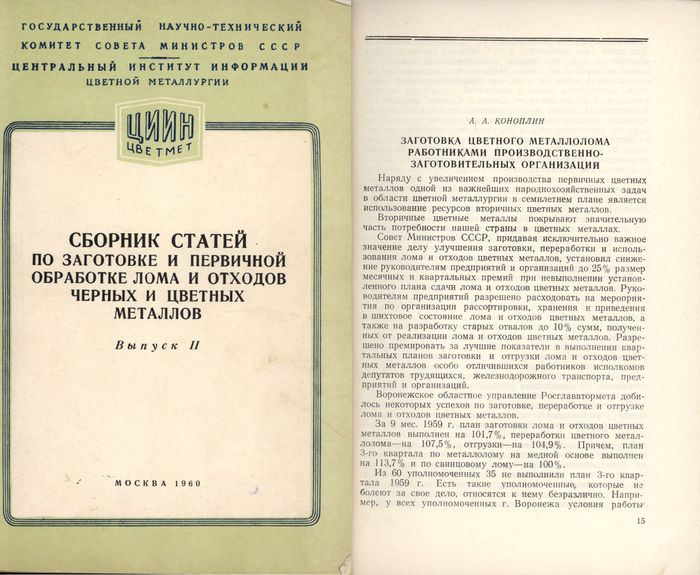 ГОСУДАРСТВЕННЫЙ НАУЧНО-ТЕХНИЧЕСКИЙ
КОМИТЕТ СОВЕТА МИНИСТРОВ СССР
ЦЕНТРАЛЬНЫЙ ИНСТИТУТ ИНФОРМАЦИИ
ЦВЕТНОЙ МЕТАЛЛУРГИИ
ЦИИН
ЦВЕТМЕТ
СБОРНИК СТАТЕЙ
ПО ЗАГОТОВКЕ И ПЕРВИЧНОЙ
ОБРАБОТКЕ ЛОМА И ОТХОДОВ
ЧЕРНЫХ И ЦВЕТНЫХ
МЕТАЛЛОВ
Выпуск II
МОСКВА 1960
А. А. КОНОПЛИН
ЗАГОТОВКА ЦВЕТНОГО МЕТАЛЛОЛОМА
РАБОТНИКАМИ ПРОИЗВОДСТВЕННО-
ЗАГОТОВИТЕЛЬНЫХ ОРГАНИЗАЦИЙ
Наряду с увеличением производства первичных цветных
металлов одной из важнейших народнохозяйственных задач
в области цветной металлургии в семилетнем плане является
использование ресурсов вторичных цветных металлов.
Вторичные цветные металлы покрывают значительную
часть потребности нашей страны в цветных металлах.
Совет Министров СССР, придавая исключительно важное
значение делу улучшения заготовки, переработки и исполь-
зования лома и отходов цветных металлов, установил сниже-
ние руководителям предприятий и организаций до 25% размер
месячных и квартальных премий при невыполнении установ-
ленного плана сдачи лома и отходов цветных металлов. Руко-
водителям предприятий разрешено расходовать на мероприя-
тия по организации рассортировки, хранения и приведения
в шихтовое состояние лома и отходов цветных металлов, а
также на разработку старых отвалов до 10% сумм, получен-
ных от реализации лома и отходов цветных металлов. Разре-
шено премировать за лучшие показатели в выполнении квар-
тальных планов заготовки и отгрузки лома и отходов цвет-
ных металлов особо отличившихся работников исполкомов
депутатов трудящихся, железнодорожного транспорта, пред-
приятий и организаций.
Воронежское областное управление Росглаввтормета доби-
лось некоторых успехов по заготовке, переработке и отгрузке
лома и отходов цветных металлов.
За 9 мес. 1959 г. план заготовки лома и отходов цветных
металлов выполнен на 101,7%, переработки цветного метал-
лолома—на 107,5%, отгрузки—на 104,9%. Причем, план
3-го квартала по металлолому на медной основе выполнен
на 113,7% и по свинцовому лому—на 100%.
Из 60 уполномоченных 35 не выполнили план 3-го квар-
тала 1959 г. Есть такие уполномоченные, которые не
болеют за свое дело, относятся к нему безразлично. Напри-
мер, у всех уполномоченных г. Воронежа условия работы
15